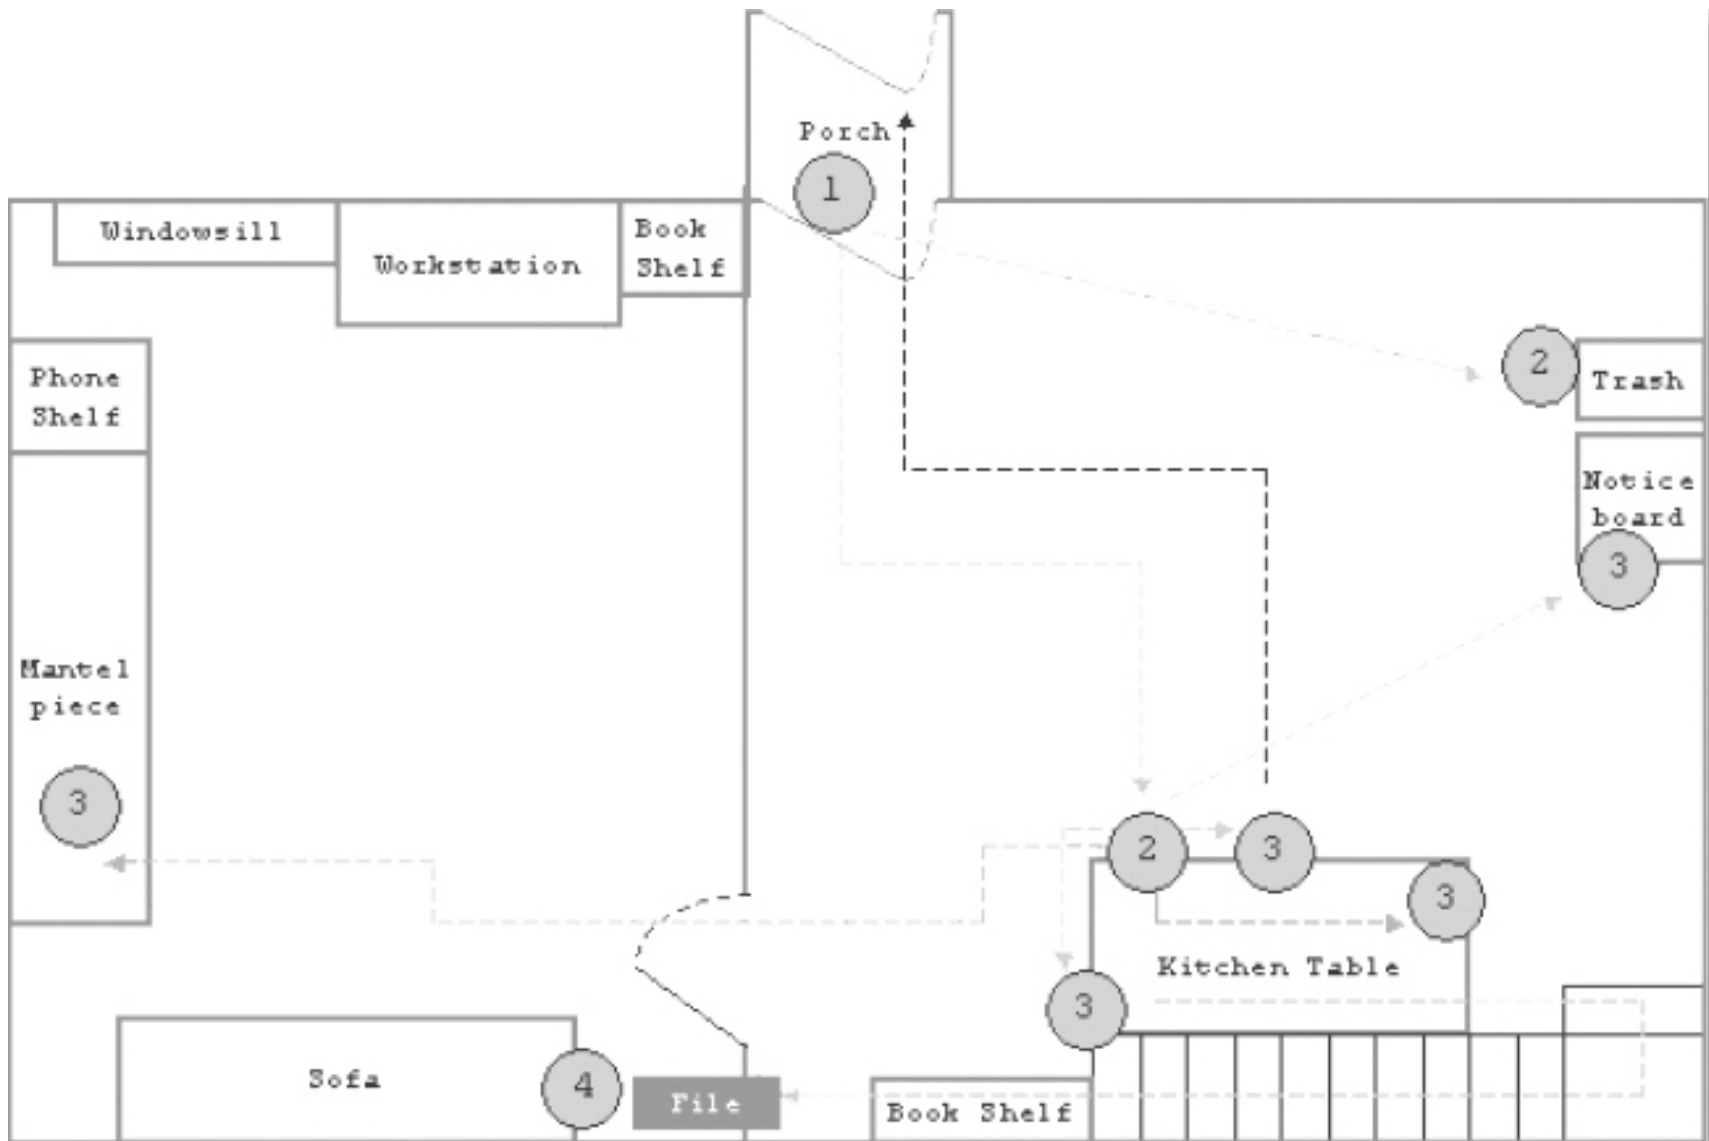 Porch
1
Windowsill
Workstation
Book
Shelf
2
Trash
Phone
Shelf
Notice
board
3
Mantel
piece
3
2
3
3
Kitchen Table
3
Sofa
4
File
Book Shelf